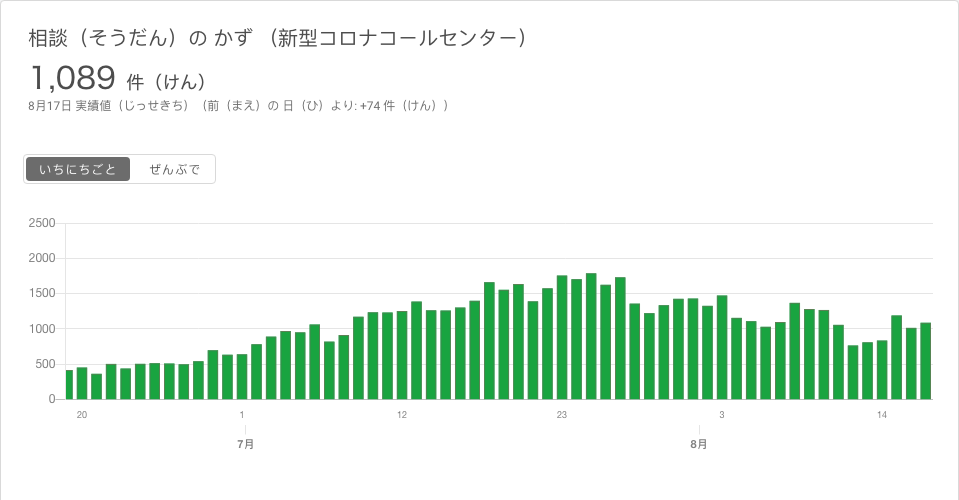 相談（そうだん）の かず （新型コロナコールセンター）
1,089 件（けん）
8月17日 実績値（じっせきち）（前（まえ）の 日（ひ）より: +74 件（けん））
いちにちごと ぜんぶで
2500
2000
1500
1000
500
0
20 1 12 23 3 14
7月 8月